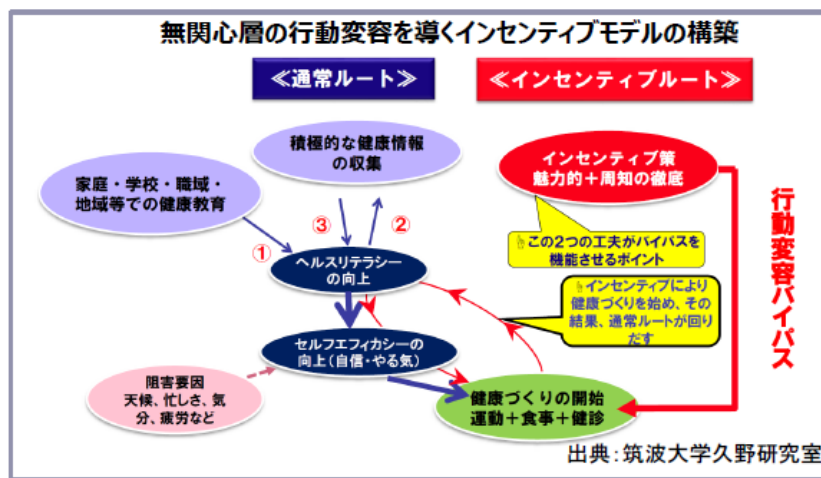 無関心層の行動変容を導くインセンティブモデルの構築
≪通常ルート≫
≪インセンティブルート≫
積極的な健康情報
の収集
家庭・学校・職域・
地域等での健康教育
インセンティブ策
魅力的+周知の徹底
③
②
①
☝この2つの工夫がバイパスを
機能させるポイント
ヘルスリテラシー
の向上
☝インセンティブにより
健康づくりを始め、その
結果、通常ルートが回り
だす
行動変容バイパス
セルフエフィカシーの
向上(自信・やる気)
阻害要因
天候、忙しさ、気
分、疲労など
健康づくりの開始
運動+食事+健診
出典:筑波大学久野研究室